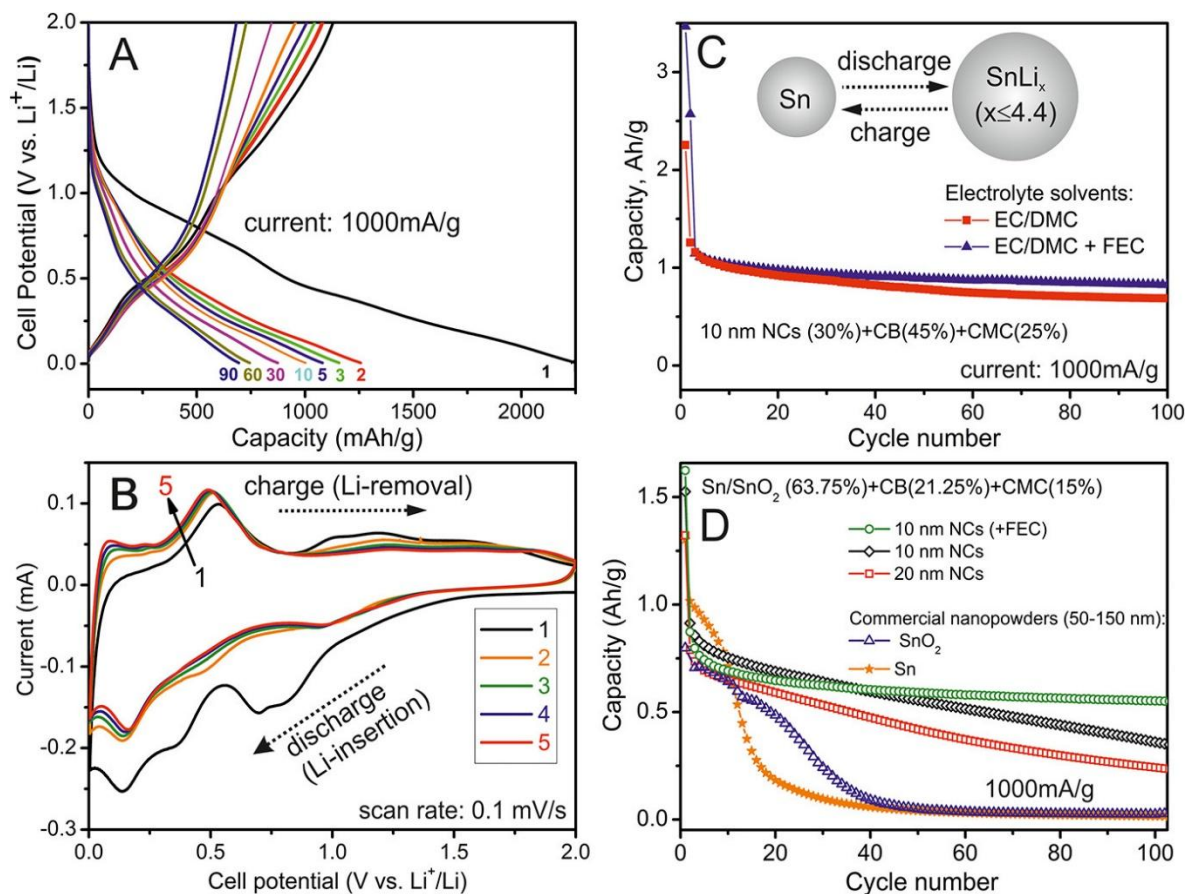 A
2.0
1.5
1.0
0.5
0.0
Cell Potential (V vs. Li⁺/Li)
current: 1000mA/g
90 60 30 10 5 3 2 1
0 500 1000 1500 2000
Capacity (mAh/g)
B
5
1
charge (Li-removal)
discharge
(Li-insertion)
0.1
0.0
-0.1
-0.2
-0.3
Current (mA)
1
2
3
4
5
scan rate: 0.1 mV/s
0.0 0.5 1.0 1.5 2.0
Cell potential (V vs. Li⁺/Li)
C
Sn
discharge
charge
SnLiₓ
(x≤4.4)
3
2
1
0
Capacity, Ah/g
Electrolyte solvents:
EC/DMC
EC/DMC + FEC
10 nm NCs (30%)+CB(45%)+CMC(25%)
current: 1000mA/g
0 20 40 60 80 100
Cycle number
D
Sn/SnO₂ (63.75%)+CB(21.25%)+CMC(15%)
10 nm NCs (+FEC)
10 nm NCs
20 nm NCs
Commercial nanopowders (50-150 nm):
SnO₂
Sn
1.5
1.0
0.5
0.0
Capacity (Ah/g)
1000mA/g
0 20 40 60 80 100
Cycle number